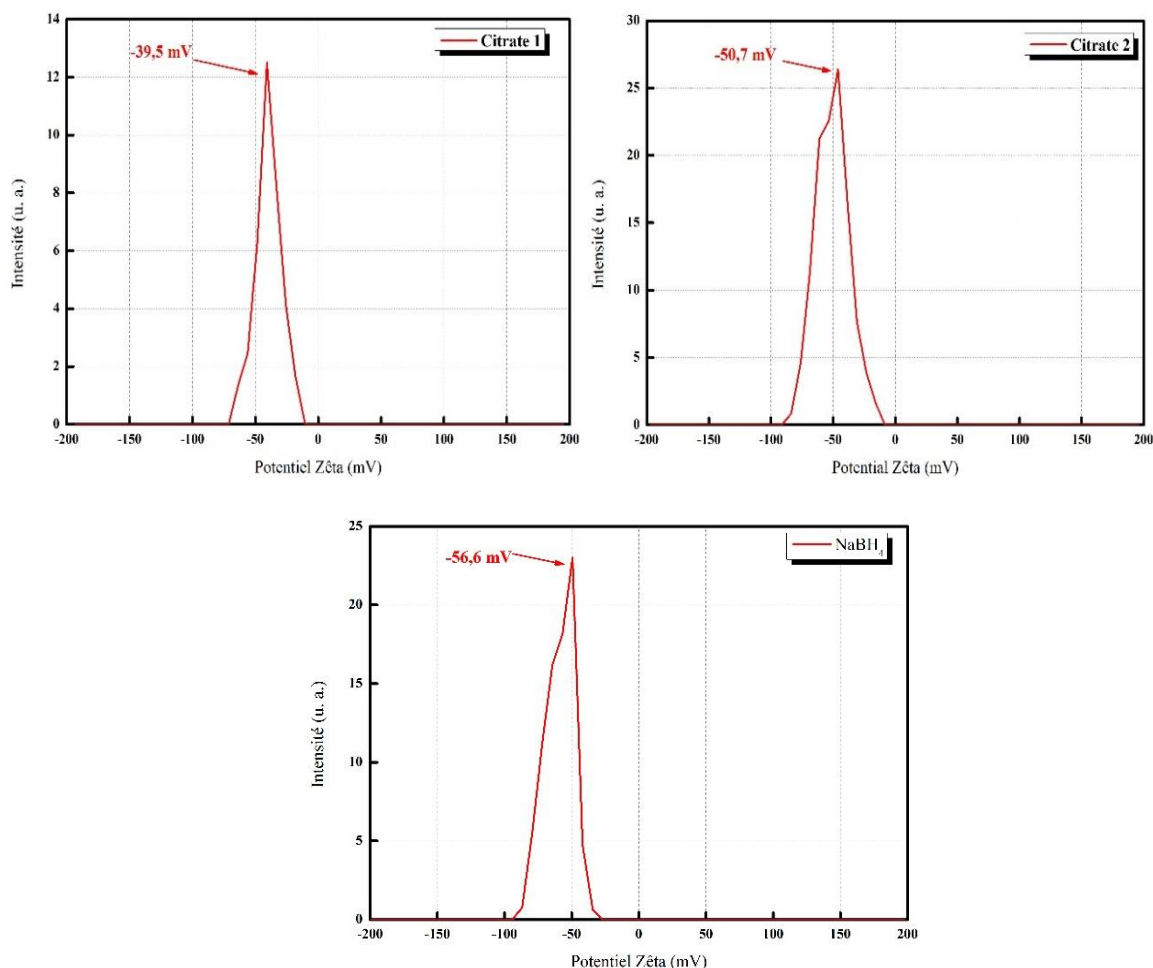 Citrate 1
-39,5 mV
14
12
10
8
6
4
2
0
Intensité (u. a.)
-200 -150 -100 -50 0 50 100 150 200
Potentiel Zêta (mV)
Citrate 2
-50,7 mV
30
25
20
15
10
5
0
Intensité (u. a.)
-200 -150 -100 -50 0 50 100 150 200
Potential Zêta (mV)
NaBH4
-56,6 mV
25
20
15
10
5
0
Intensité (u. a.)
-200 -150 -100 -50 0 50 100 150 200
Potentiel Zêta (mV)